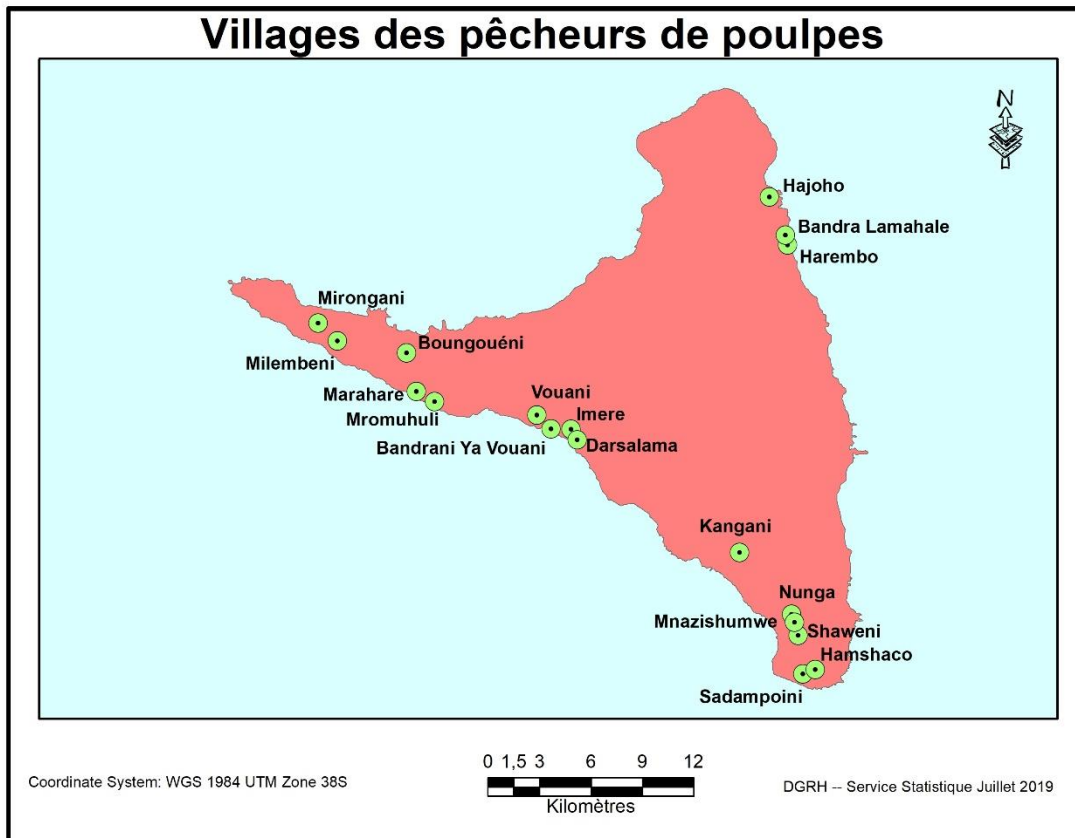 Villages des pêcheurs de poulpes
N
Hajoho
Bandra Lamahale
Harembo
Mirongani
Boungouéni
Milembeni
Marahare
Mromuhuli
Vouani
Imere
Bandrani Ya Vouani
Darsalama
Kangani
Nunga
Mnazishumwe
Shaweni
Hamshaco
Sadampoini
0 1,5 3 6 9 12
Kilomètres
Coordinate System: WGS 1984 UTM Zone 38S
DGRH -- Service Statistique Juillet 2019